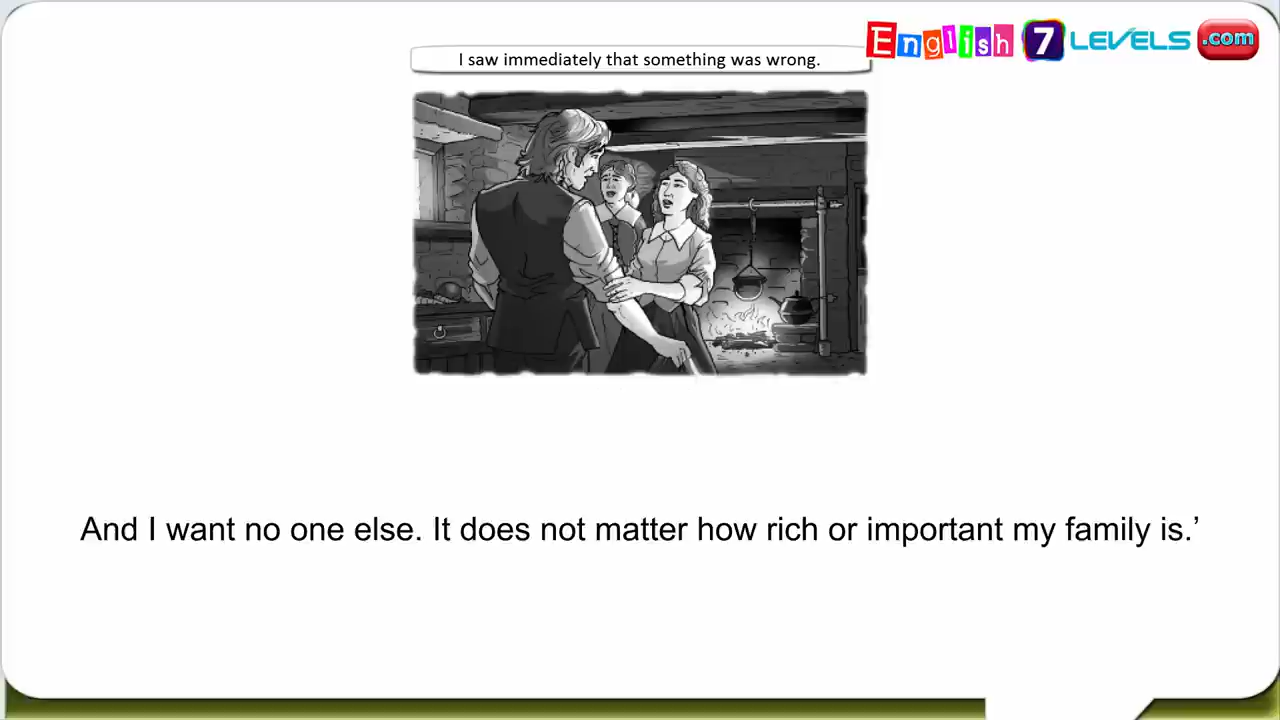 English 7 LEVELS .com
I saw immediately that something was wrong.
And I want no one else. It does not matter how rich or important my family is.’